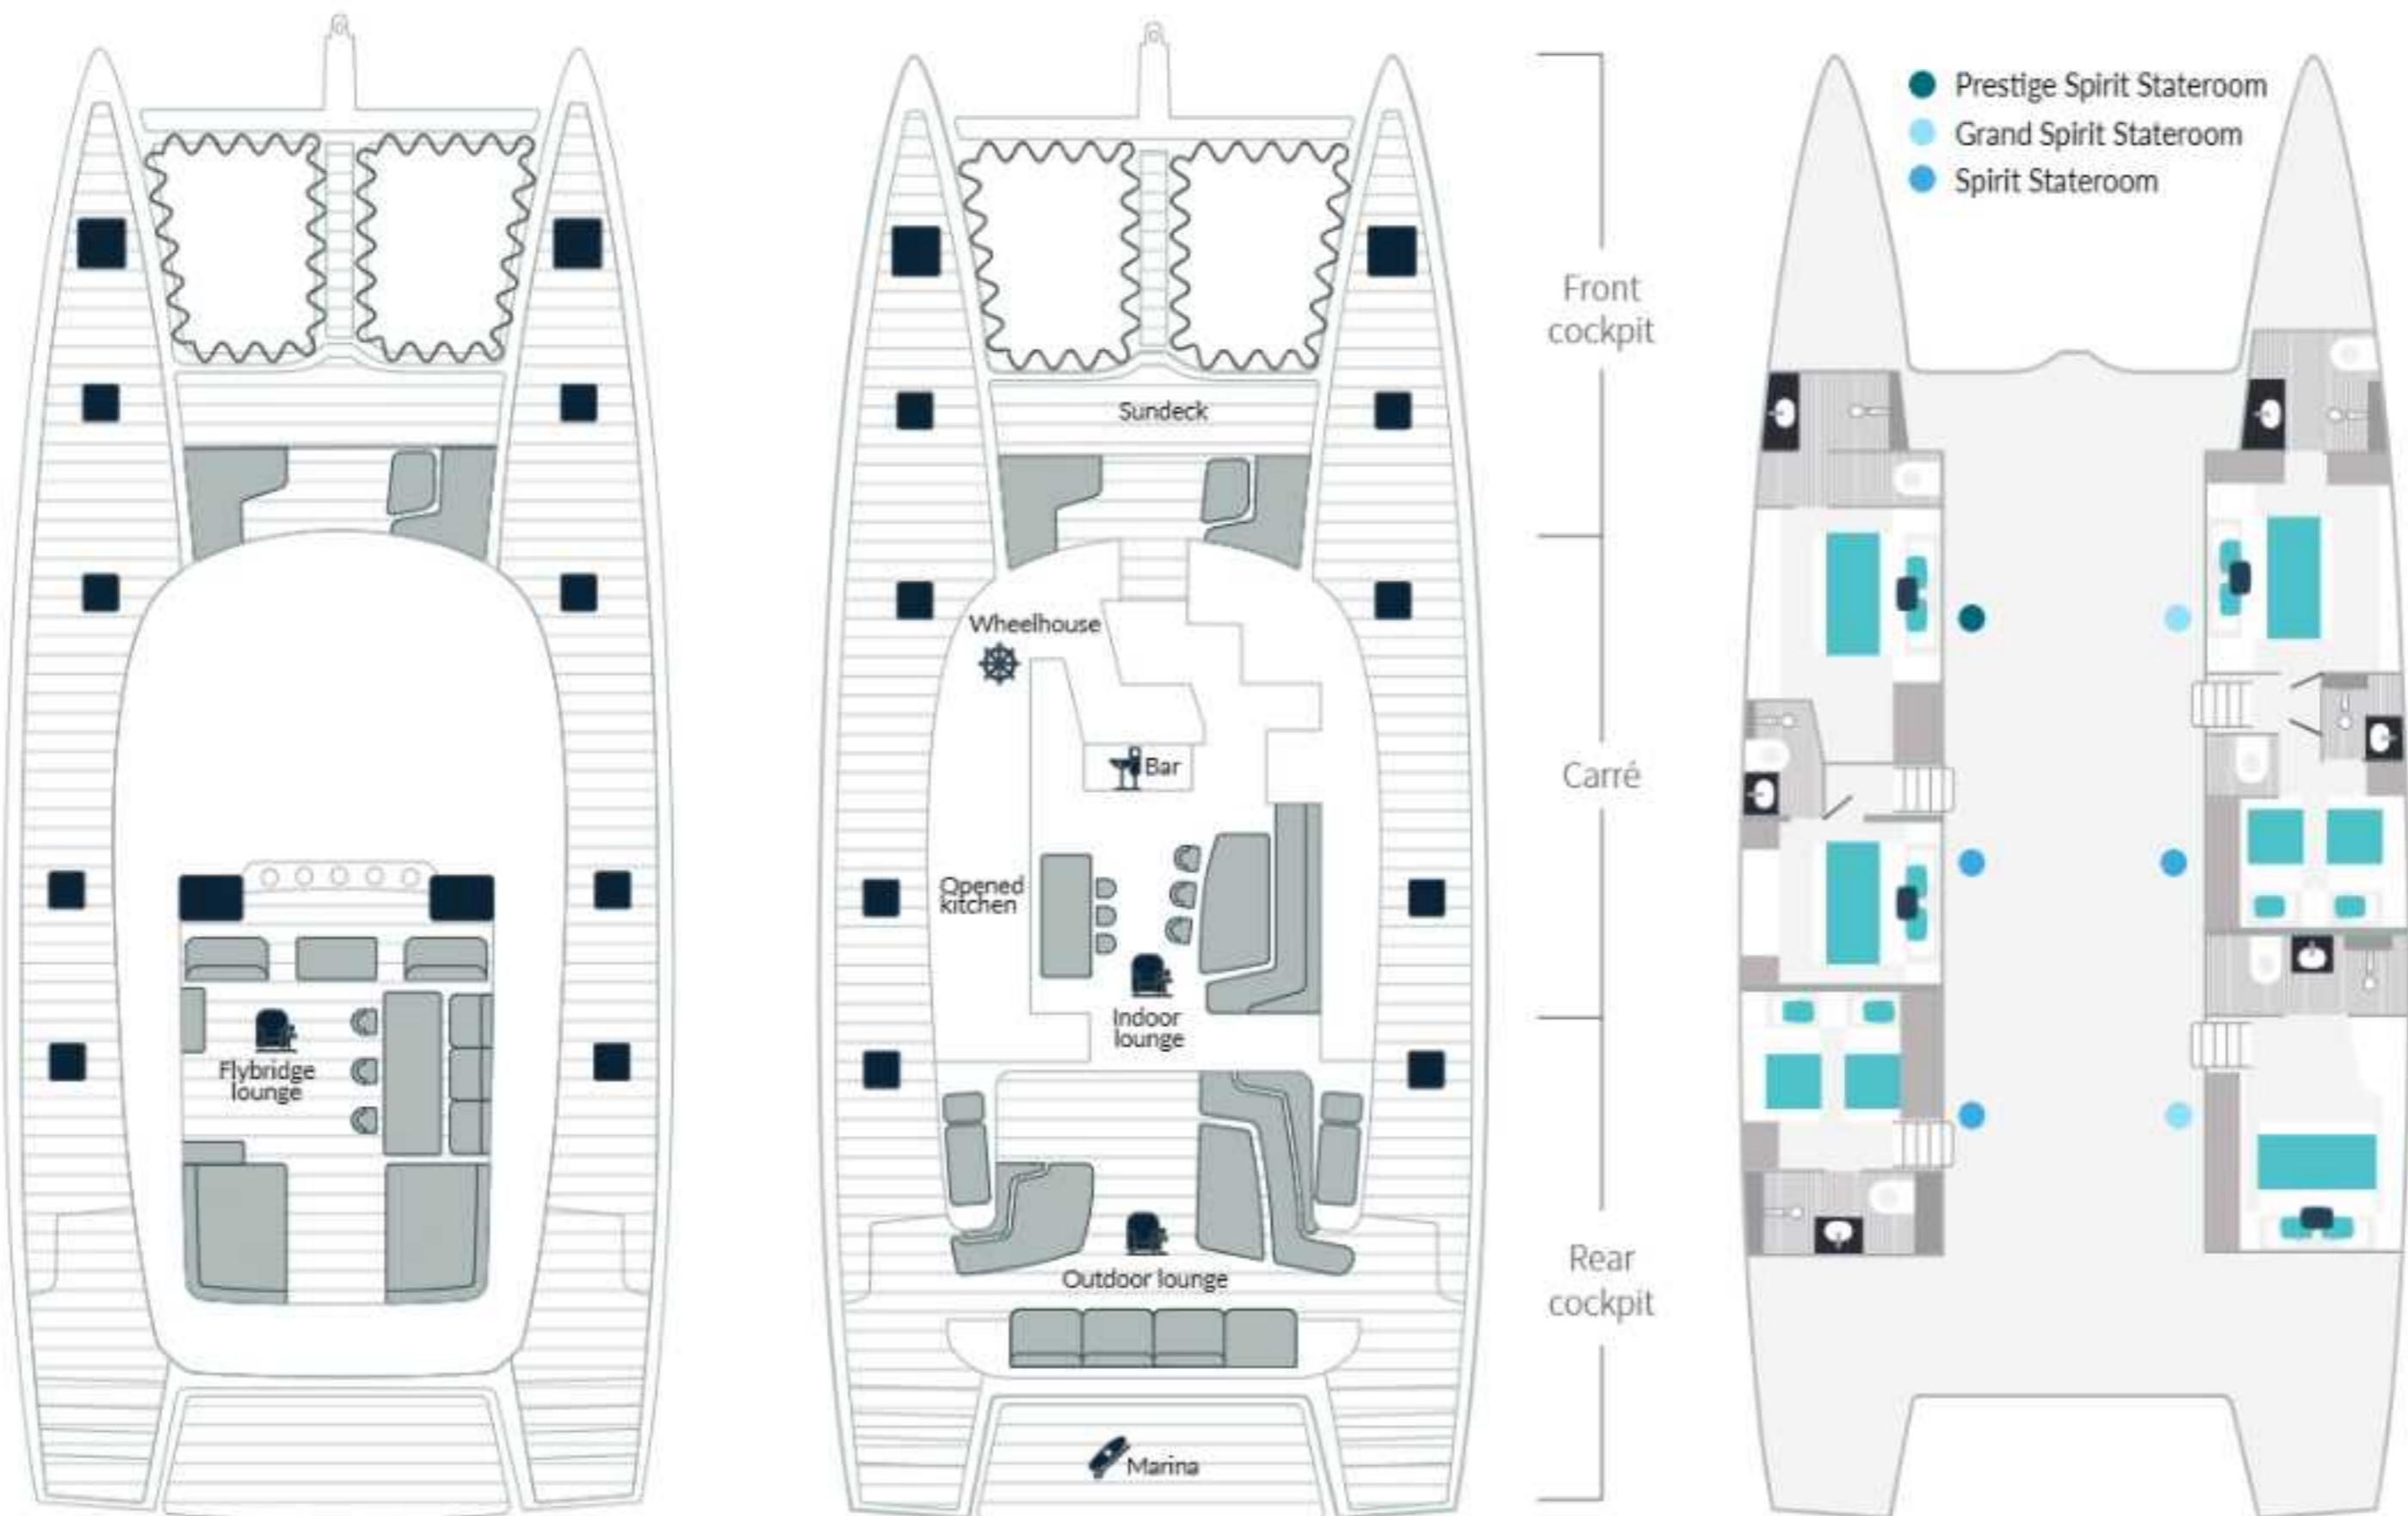 Prestige Spirit Stateroom
Grand Spirit Stateroom
Spirit Stateroom
Front
cockpit
Sundeck
Wheelhouse
Bar
Carré
Opened
kitchen
Indoor
lounge
Flybridge
lounge
Outdoor lounge
Rear
cockpit
Marina